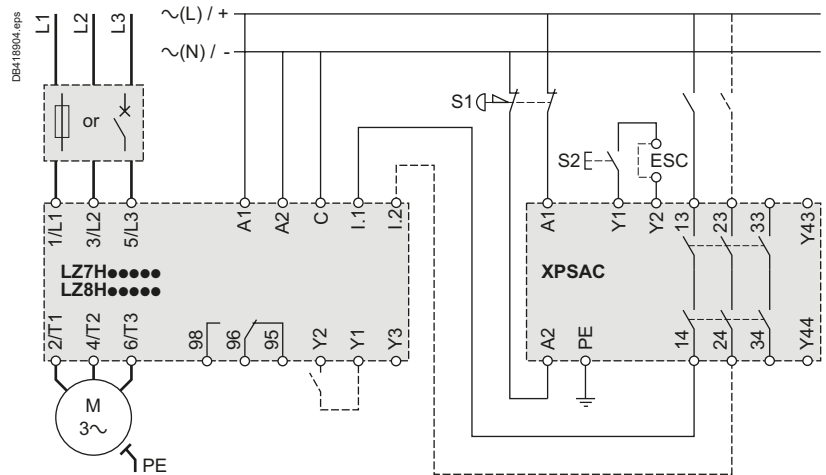 DB418904.eps
L1
L2
L3
~(L) / +
~(N) / -
or
S1
S2
ESC
1/L1
3/L2
5/L3
A1
A2
C
I.1
I.2
A1
Y1
Y2
13
23
33
Y43
LZ7H●●●●●
LZ8H●●●●●
XPSAC
2/T1
4/T2
6/T3
98
96
95
Y2
Y1
Y3
A2
PE
14
24
34
Y44
M
3~
PE